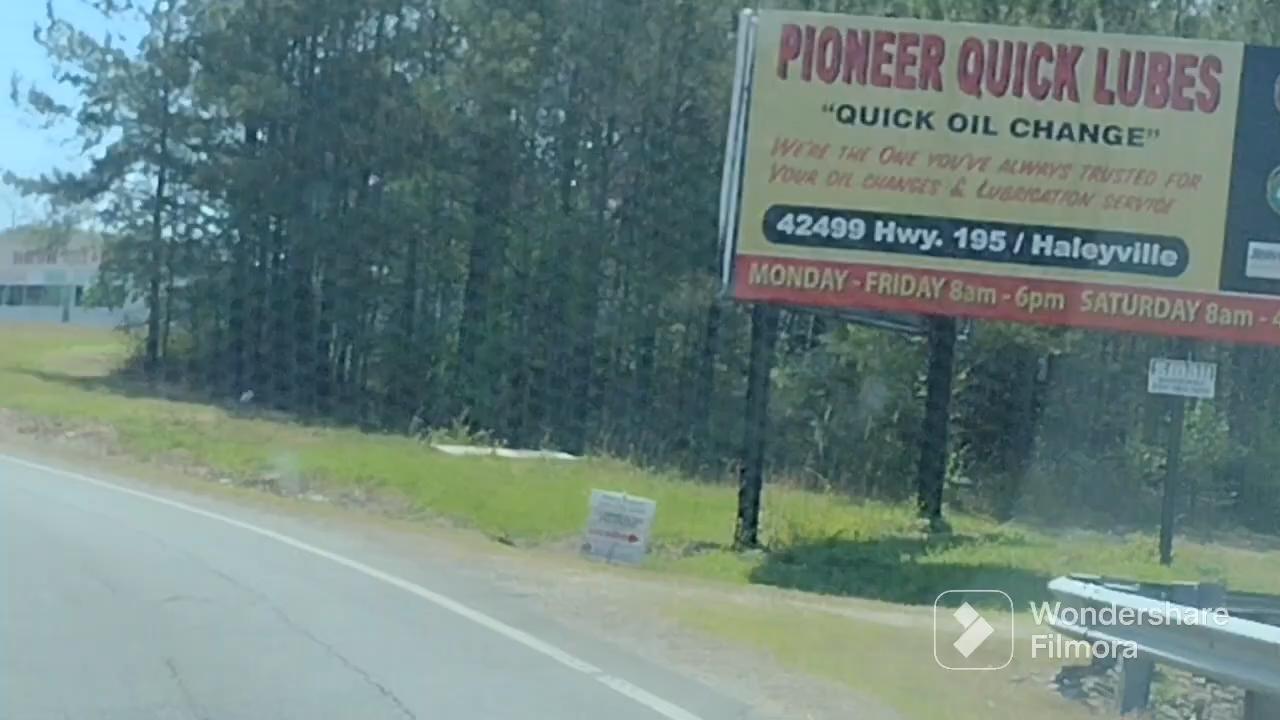 PIONEER QUICK LUBES
"QUICK OIL CHANGE"
WE'RE THE ONE YOU'VE ALWAYS TRUSTED FOR
YOUR OIL CHANGES & LUBRICATION SERVICE
42499 Hwy. 195 / Haleyville
MONDAY - FRIDAY 8am - 6pm SATURDAY 8am -
Wondershare
Filmora